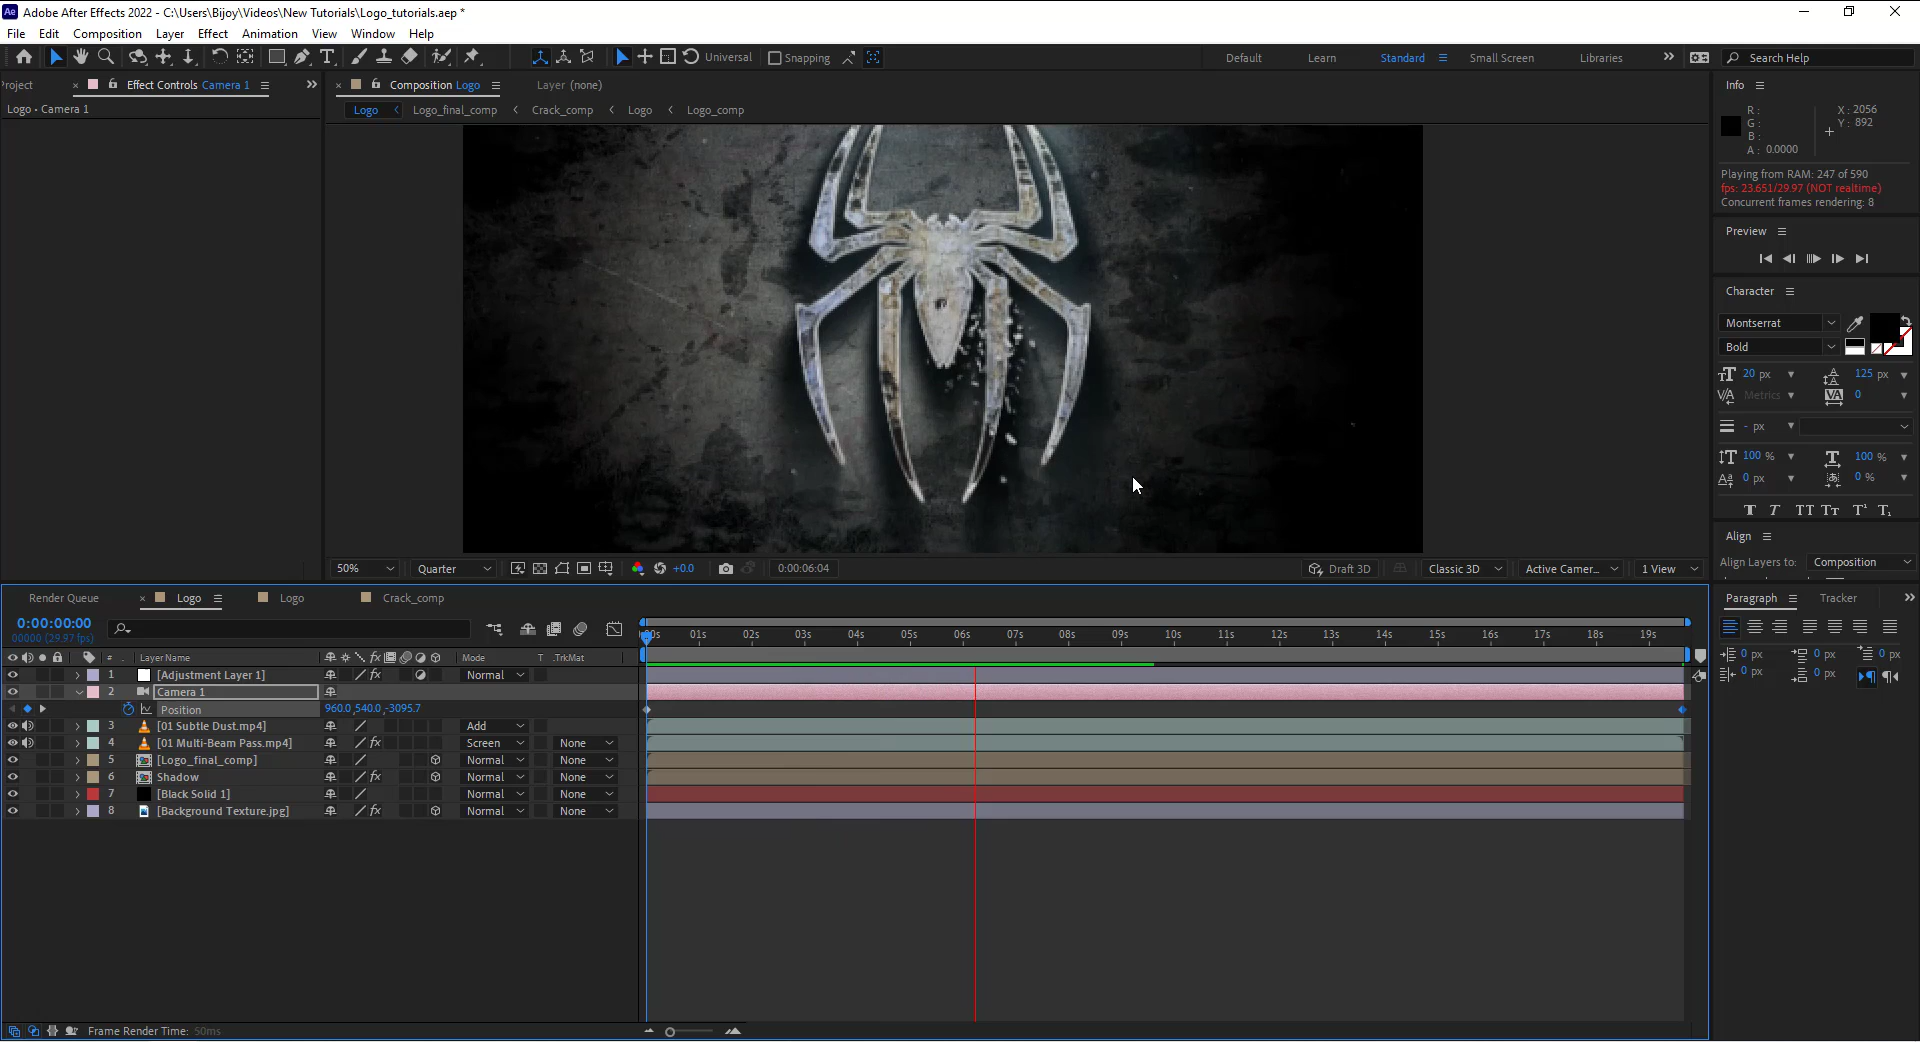 Adobe After Effects 2022 - C:\Users\Bijoy\Videos\New Tutorials\Logo_tutorials.aep *
File Edit Composition Layer Effect Animation View Window Help
Universal Snapping Default Learn Standard Small Screen Libraries Search Help
roject Effect Controls Camera 1 Composition Logo Layer (none) Info
Logo • Camera 1
Logo Logo_final_comp Crack_comp Logo Logo_comp
R :
G :
B :
A : 0.0000
X : 2056
Y : 892
Playing from RAM: 247 of 590
fps: 23.651/29.97 (NOT realtime)
Concurrent frames rendering: 8
Preview
Character
Montserrat
Bold
20 px 125 px
Metrics 0
- px
100 % 100 %
0 px 0 %
Align
Align Layers to: Composition
50% Quarter +0.0 0:00:06:04 Draft 3D Classic 3D Active Camer... 1 View
Render Queue Logo Logo Crack_comp
Paragraph Tracker
0:00:00:00
00000 (29.97 fps)
00s 01s 02s 03s 04s 05s 06s 07s 08s 09s 10s 11s 12s 13s 14s 15s 16s 17s 18s 19s
0 px 0 px 0 px
0 px 0 px
# Layer Name Mode T .TrkMat
1 [Adjustment Layer 1] Normal
2 Camera 1
Position 960.0,540.0,-3095.7
3 [01 Subtle Dust.mp4] Add
4 [01 Multi-Beam Pass.mp4] Screen None
5 [Logo_final_comp] Normal None
6 Shadow Normal None
7 [Black Solid 1] Normal None
8 [Background Texture.jpg] Normal None
Frame Render Time: 50ms